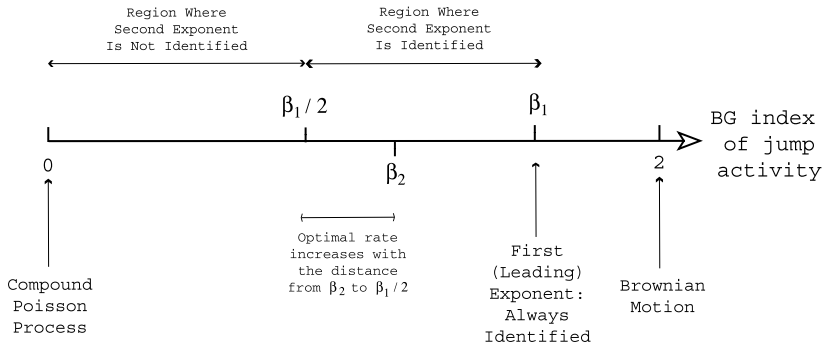 Region Where
Second Exponent
Is Not Identified
Region Where
Second Exponent
Is Identified
β₁ / 2
β₁
BG index
of jump
activity
0
β₂
2
Optimal rate
increases with
the distance
from β₂ to β₁ / 2
Compound
Poisson
Process
First
(Leading)
Exponent:
Always
Identified
Brownian
Motion